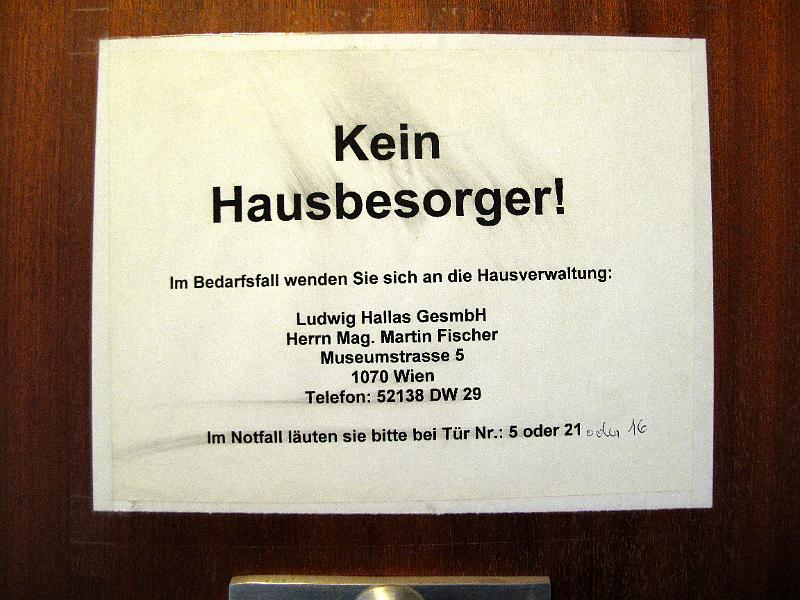 Kein
Hausbesorger!
Im Bedarfsfall wenden Sie sich an die Hausverwaltung:
Ludwig Hallas GesmbH
Herrn Mag. Martin Fischer
Museumstrasse 5
1070 Wien
Telefon: 52138 DW 29
Im Notfall läuten sie bitte bei Tür Nr.: 5 oder 21 oder 16